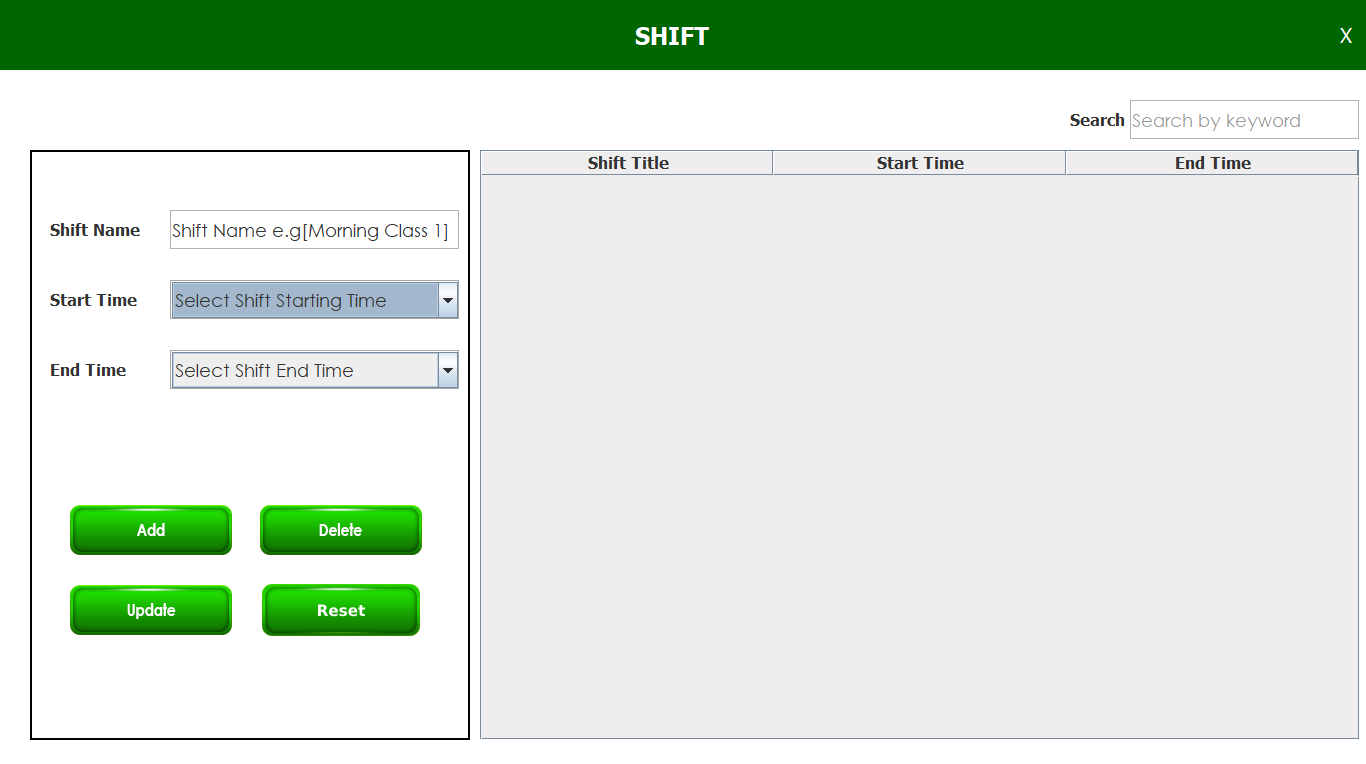 SHIFT
X
Search Search by keyword
Shift Title Start Time End Time
Shift Name Shift Name e.g[Morning Class 1]
Start Time Select Shift Starting Time
End Time Select Shift End Time
Add Delete
Update Reset